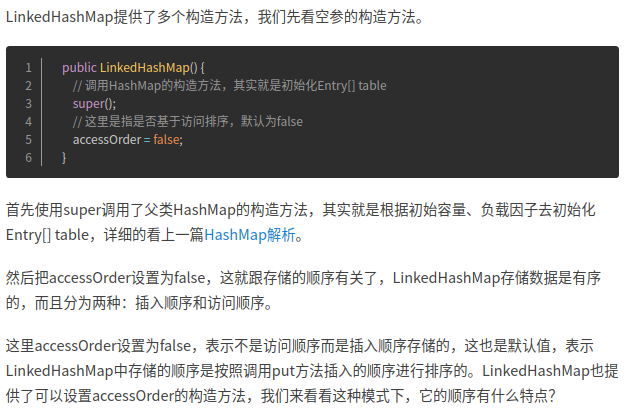 LinkedHashMap提供了多个构造方法，我们先看空参的构造方法。
1 public LinkedHashMap() {
2 // 调用HashMap的构造方法，其实就是初始化Entry[] table
3 super();
4 // 这里是指是否基于访问排序，默认为false
5 accessOrder = false;
6 }
首先使用super调用了父类HashMap的构造方法，其实就是根据初始容量、负载因子去初始化
Entry[] table，详细的看上一篇HashMap解析。
然后把accessOrder设置为false，这就跟存储的顺序有关了，LinkedHashMap存储数据是有序
的，而且分为两种：插入顺序和访问顺序。
这里accessOrder设置为false，表示不是访问顺序而是插入顺序存储的，这也是默认值，表示
LinkedHashMap中存储的顺序是按照调用put方法插入的顺序进行排序的。LinkedHashMap也提
供了可以设置accessOrder的构造方法，我们来看看这种模式下，它的顺序有什么特点？